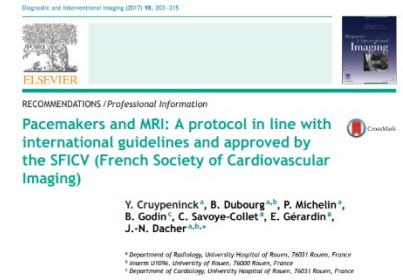 Diagnostic and Interventional Imaging (2017) 98, 203–215
ELSEVIER
Imaging
RECOMMENDATIONS /Professional Information
Pacemakers and MRI: A protocol in line with
international guidelines and approved by
the SFICV (French Society of Cardiovascular
Imaging)
CrossMark
Y. Cruypeninck a, B. Dubourg a,b, P. Michelin a,
B. Godin c, C. Savoye-Collet a, E. Gérardin a,
J.-N. Dacher a,b,∗
a Department of Radiology, University Hospital of Rouen, 76031 Rouen, France
b Inserm U1096, University of Rouen, 76000 Rouen, France
c Department of Cardiology, University Hospital of Rouen, 76031 Rouen, France